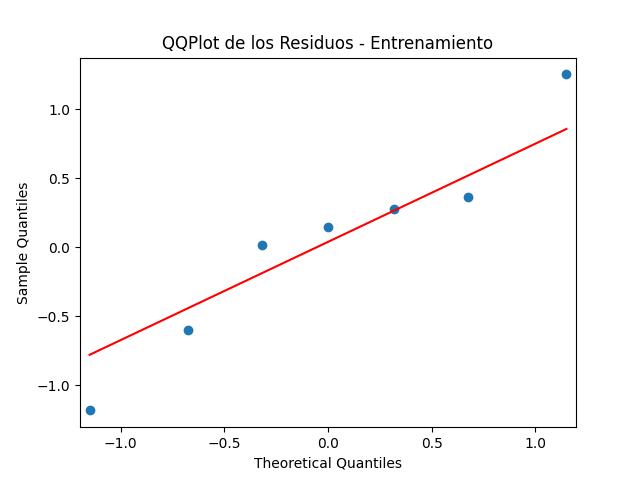 QQPlot de los Residuos - Entrenamiento
1.0
0.5
0.0
−0.5
−1.0
Sample Quantiles
−1.0 −0.5 0.0 0.5 1.0
Theoretical Quantiles